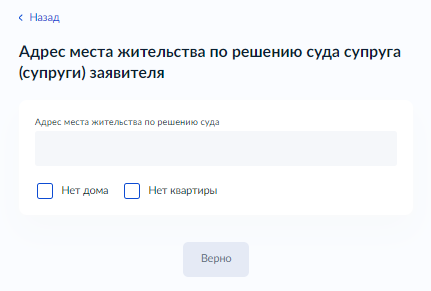 Назад
Адрес места жительства по решению суда супруга
(супруги) заявителя
Адрес места жительства по решению суда
Нет дома Нет квартиры
Верно